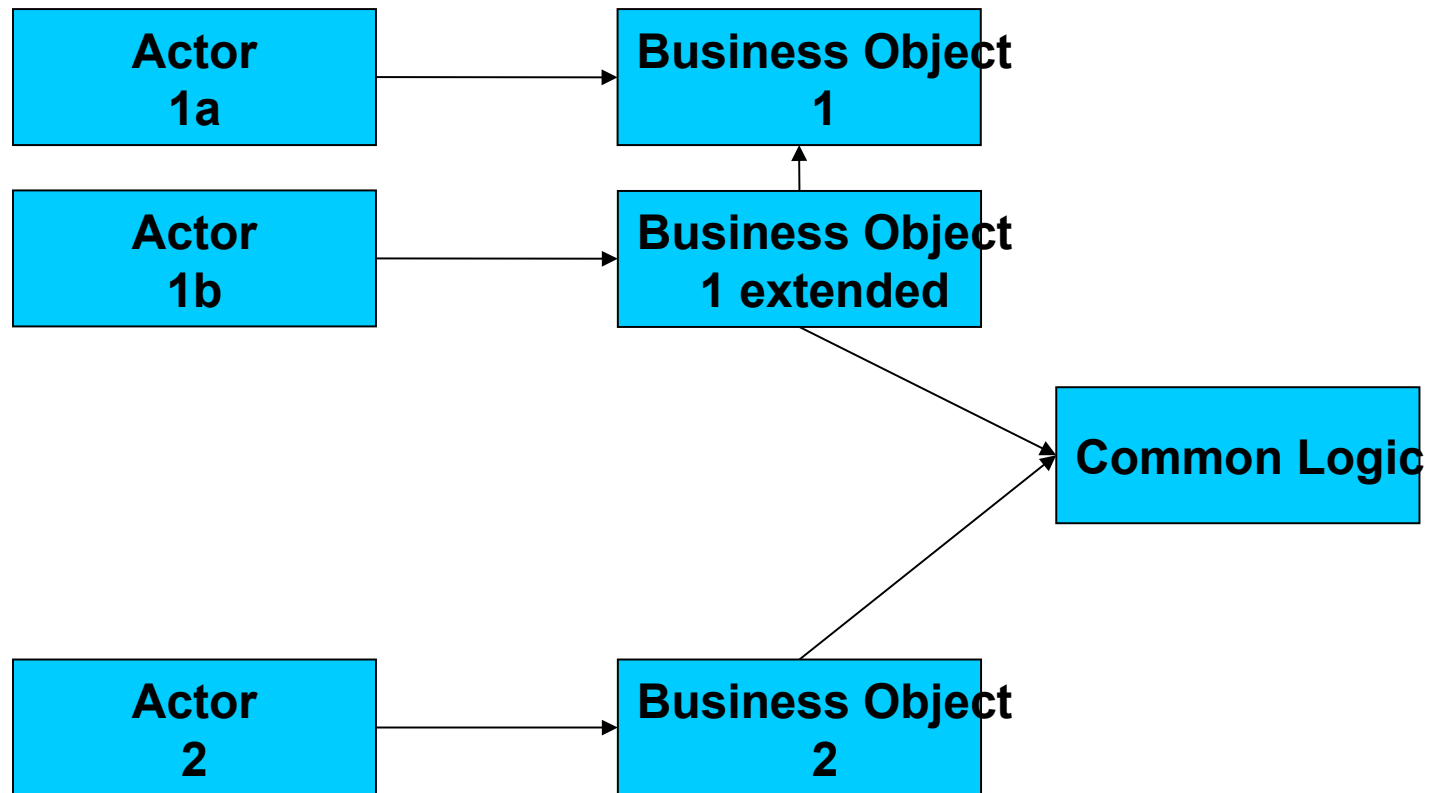 Actor
1a
Business Object
1
Actor
1b
Business Object
1 extended
Common Logic
Actor
2
Business Object
2